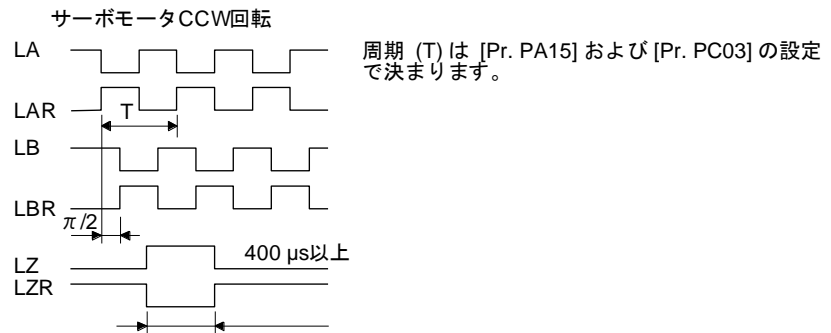 サーボモータCCW回転
LA
周期 (T) は [Pr. PA15] および [Pr. PC03] の設定
で決まります。
LAR
T
LB
LBR
π/2
400 μs以上
LZ
LZR